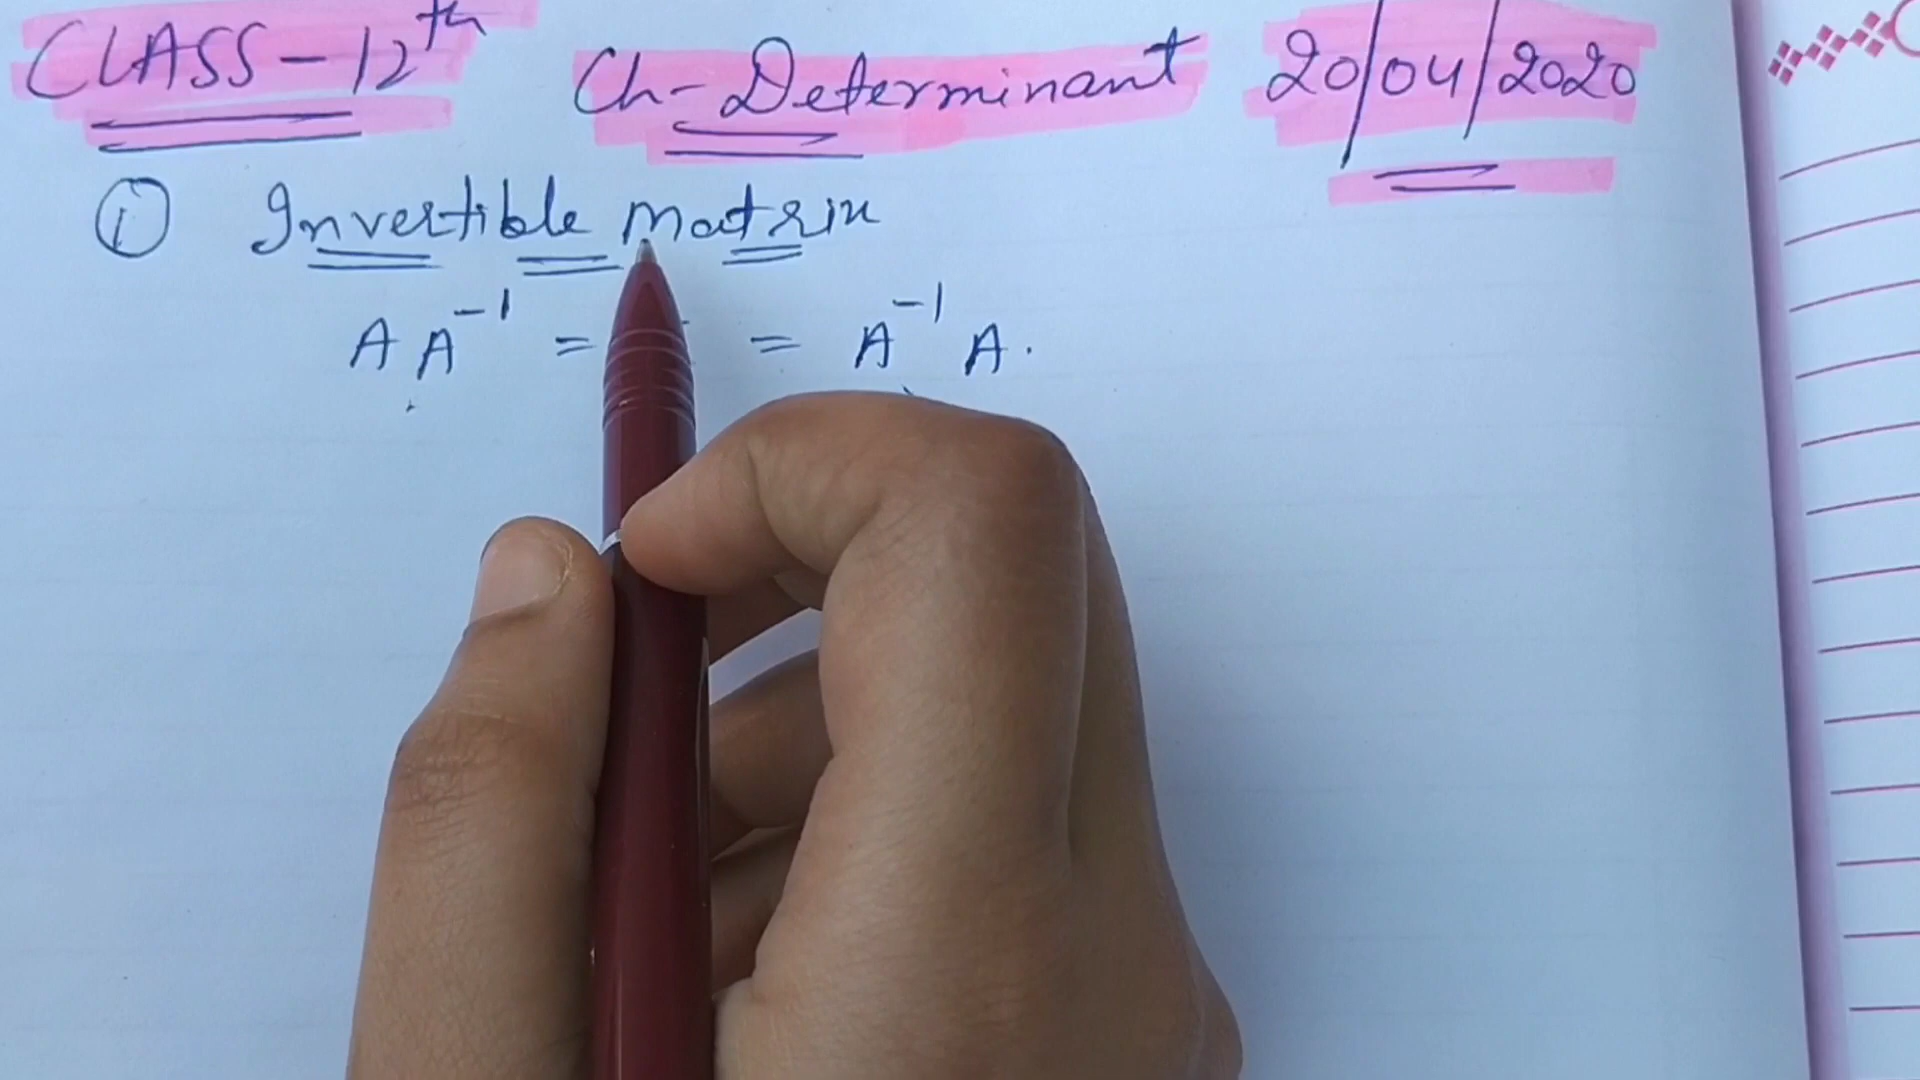 CLASS-12th Ch-Determinant 20/04/2020
① Invertible Matrix
A A⁻¹ = = A⁻¹ A.